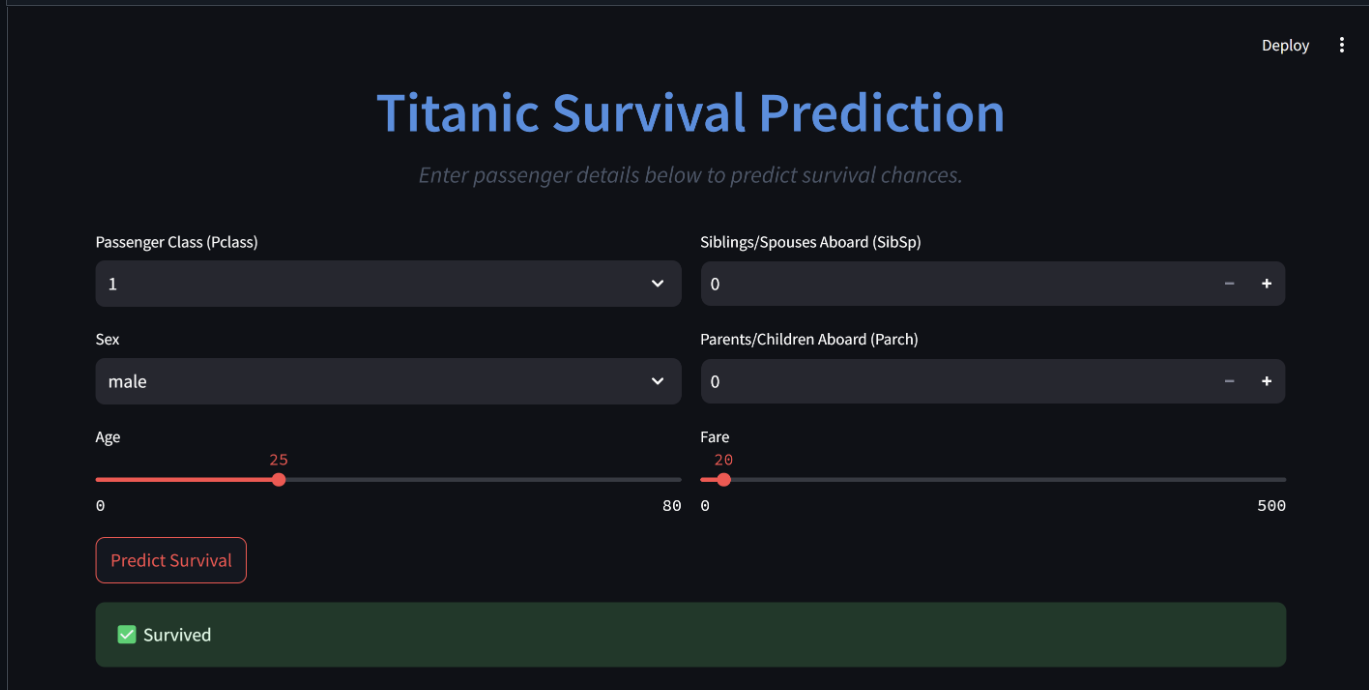 Deploy
Titanic Survival Prediction
Enter passenger details below to predict survival chances.
Passenger Class (Pclass)
1
Sex
male
Age
25
0 80
Siblings/Spouses Aboard (SibSp)
0
Parents/Children Aboard (Parch)
0
Fare
20
0 500
Predict Survival
✅ Survived